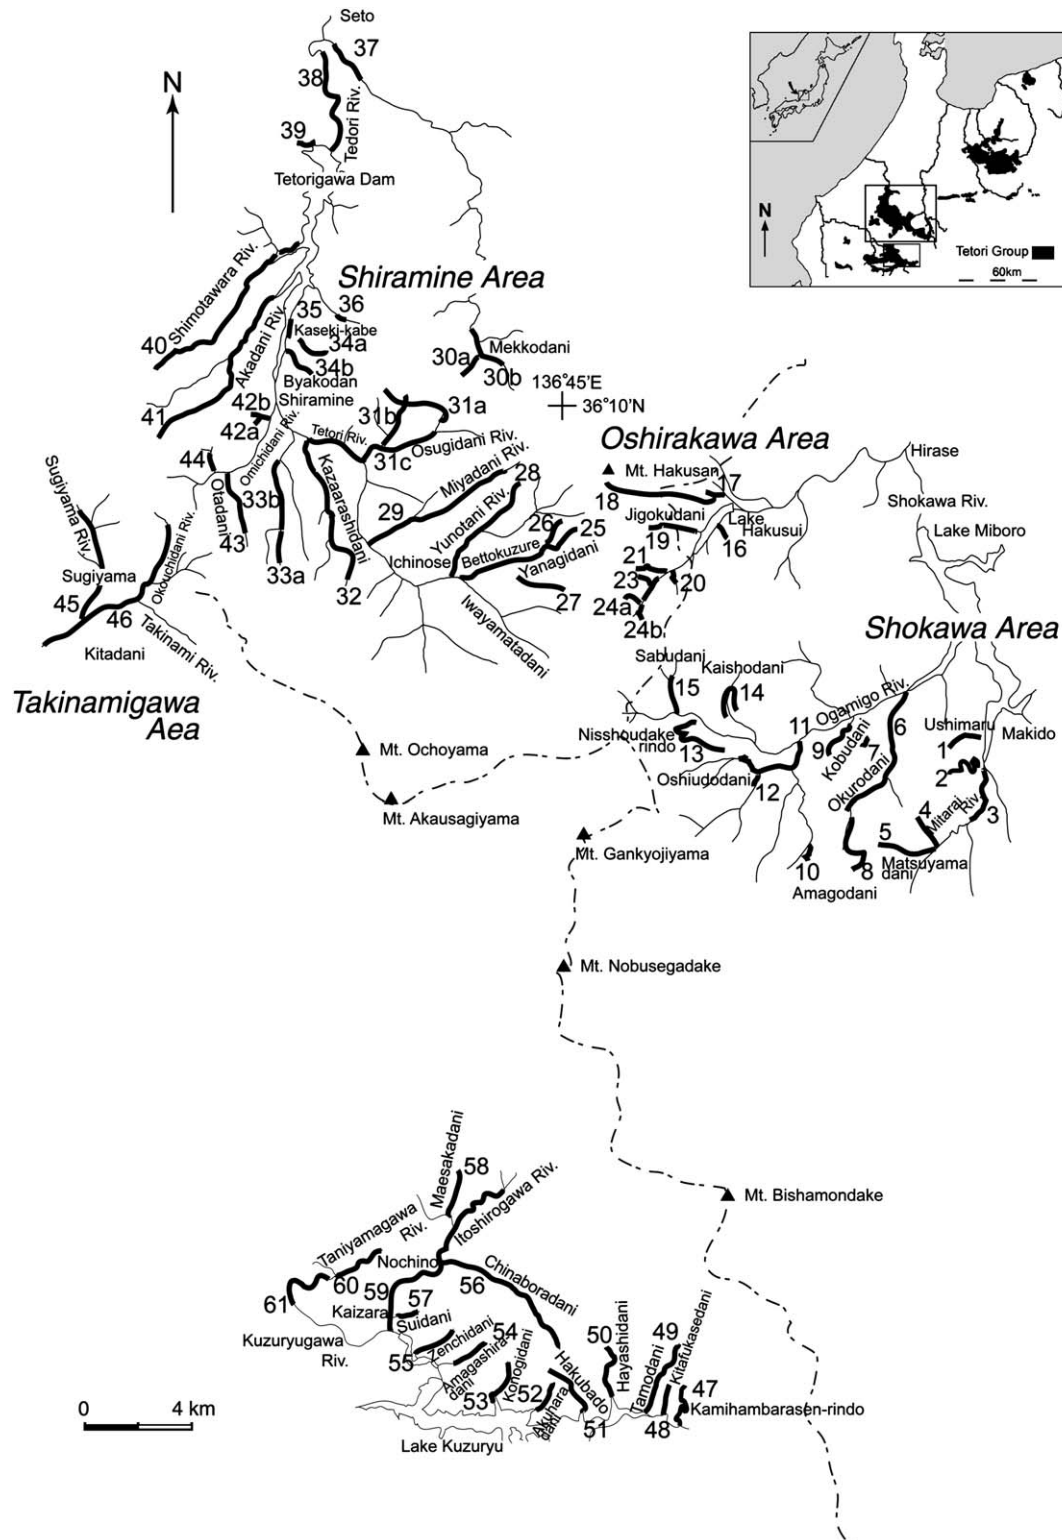 Seto
37
38
N
Tedori Riv.
39
Tetorigawa Dam
N
Tetori Group
60km
Shimotawara Riv.
Shiramine Area
40
Akadani Riv.
35
36
Kaseki-kabe
34a
34b
Byakodan
Mekkodani
30a
30b
136°45'E
36°10'N
41
42b
42a
Shiramine
Omichidani Riv.
31b
31a
Tetori Riv.
31c
Osugidani Riv.
Oshirakawa Area
Mt. Hakusan
17
18
Hirase
Shokawa Riv.
Lake Miboro
44
Otadani
33b
43
33a
Kazaarashidani
29
Miyadani Riv.
28
Yunotani Riv.
26
25
Jigokudani
19
Lake
Hakusui
16
Sugiyama Riv.
Okouchidani Riv.
Sugiyama
32
Ichinose
Bettokuzure
Yanagidani
27
Iwayamatadani
21
23
20
24a
24b
45
46
Takinami Riv.
Kitadani
Takinamigawa
Aea
Shokawa Area
Sabudani
Kaishodani
15
14
Ogamigo Riv.
11
6
Ushimaru
1
Makido
Nisshoudake
rindo
13
9
Kobudani
7
2
Mt. Ochoyama
Oshiudodani
12
Okurodani
4
Mitarai
Riv.
3
Mt. Akausagiyama
5
Mt. Gankyojiyama
10
8
Matsuyama
dani
Amagodani
Mt. Nobusegadake
Maesakadani
58
Itoshirogawa Riv.
Mt. Bishamondake
Taniyamagawa
Riv.
Nochino
60
59
56
Chinaboradani
61
Kaizara
57
Suidani
Kuzuryugawa
Riv.
55
Zenchidani
54
Amagashira-
dani
50
Hayashidani
49
Tamodani
Kitafukasedani
53
Konogidani
52
Akuhara
dani
Hakubado
51
48
47
Kamihambarasen-rindo
4 km
Lake Kuzuryu